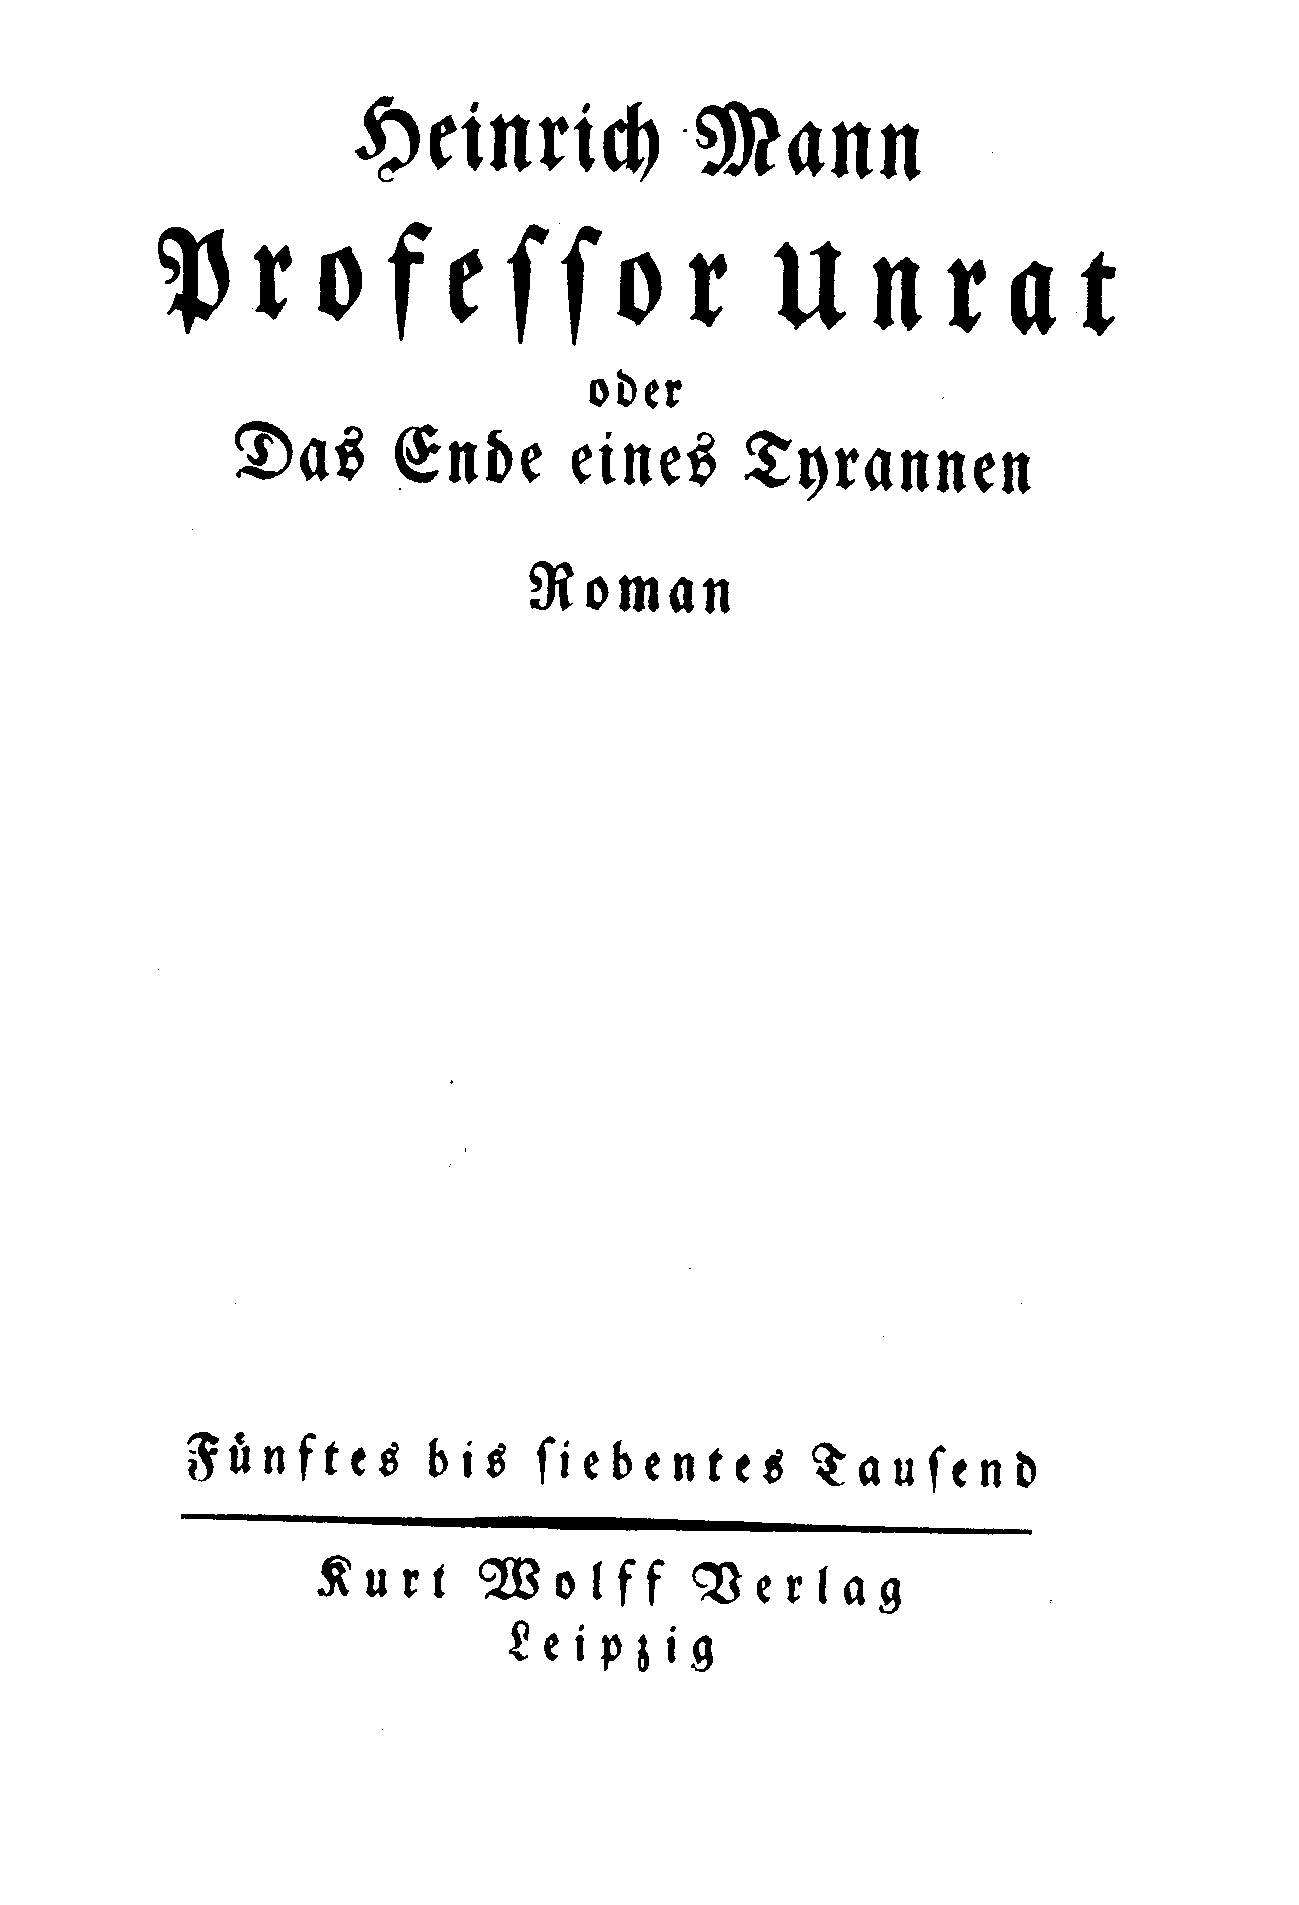 Heinrich Mann
Profeſſor Unrat
oder
Das Ende eines Tyrannen
Roman
Fünftes bis ſiebentes Tauſend
Kurt Wolff Verlag
Leipzig